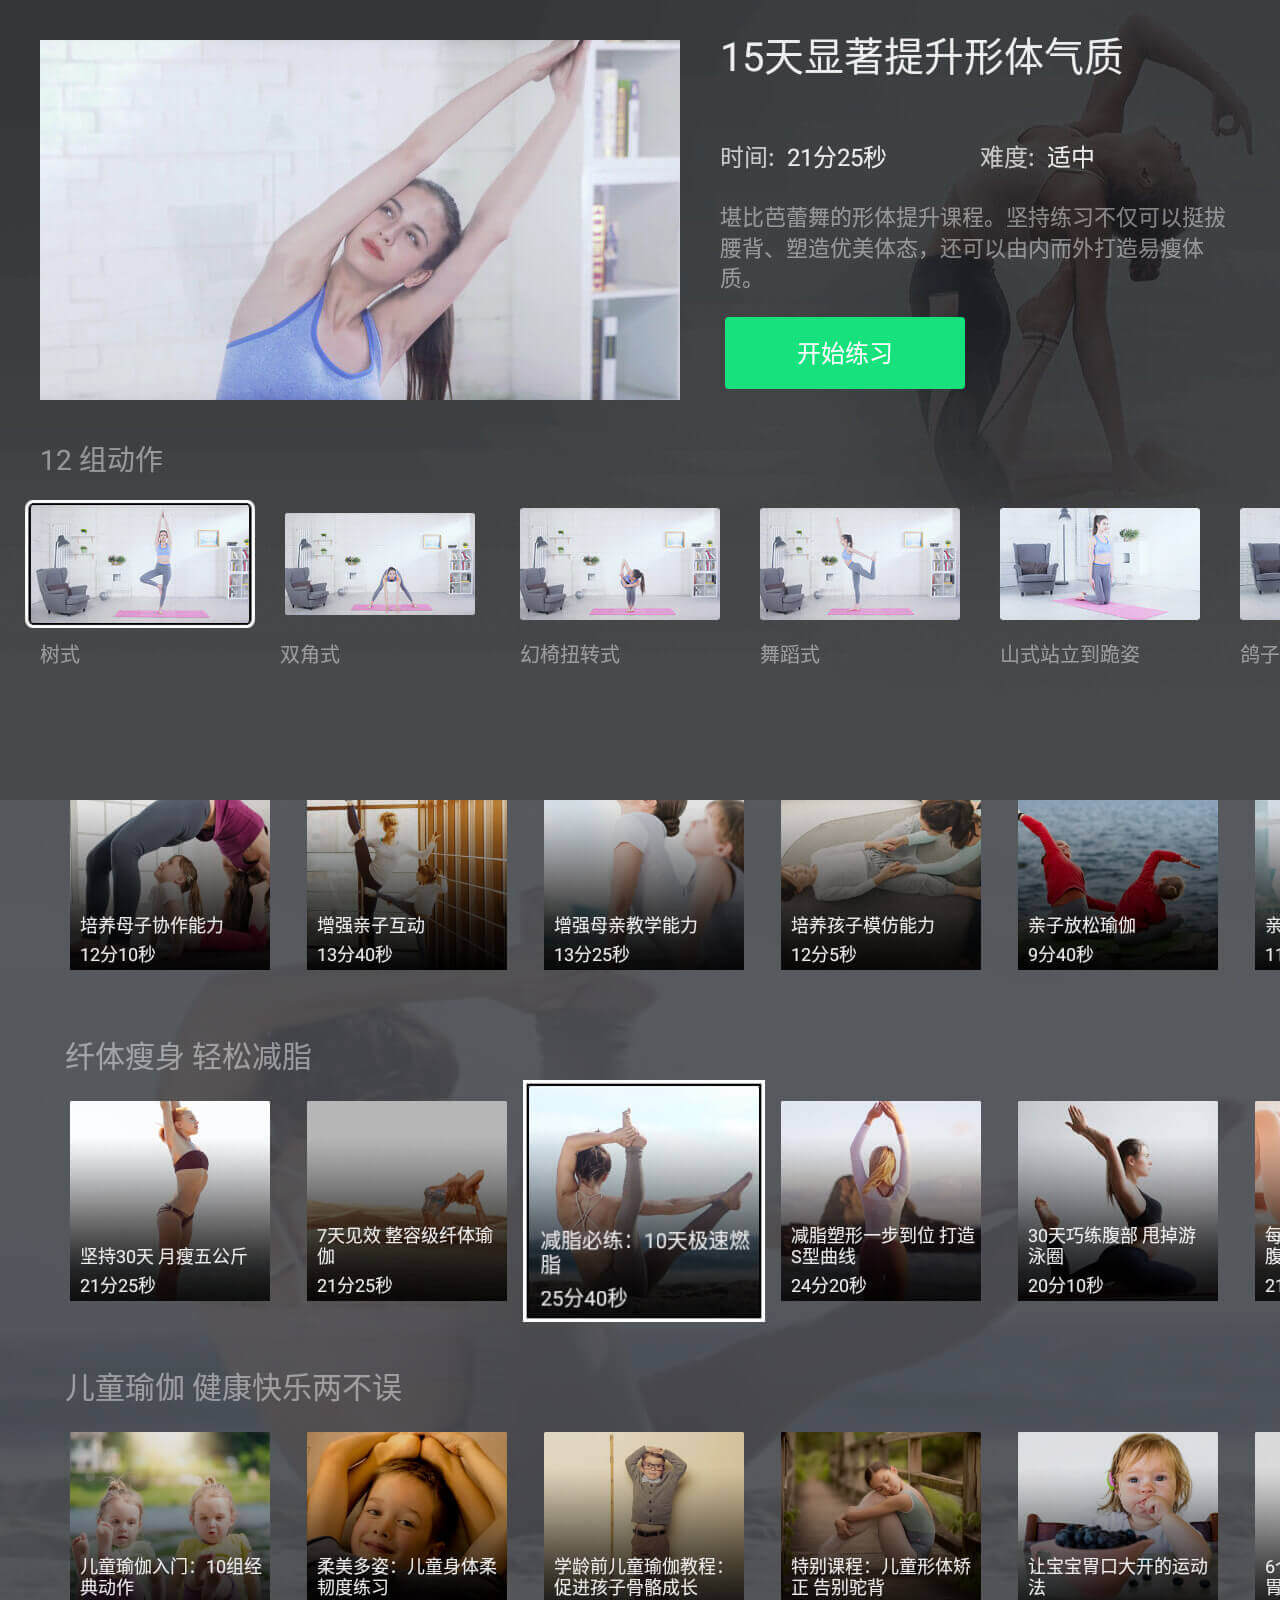 15天显著提升形体气质
时间: 21分25秒 难度: 适中
堪比芭蕾舞的形体提升课程。坚持练习不仅可以挺拔
腰背、塑造优美体态，还可以由内而外打造易瘦体
质。
开始练习
12 组动作
树式 双角式 幻椅扭转式 舞蹈式 山式站立到跪姿 鸽子
培养母子协作能力
12分10秒
增强亲子互动
13分40秒
增强母亲教学能力
13分25秒
培养孩子模仿能力
12分5秒
亲子放松瑜伽
9分40秒
亲
11
纤体瘦身 轻松减脂
坚持30天 月瘦五公斤
21分25秒
7天见效 整容级纤体瑜
伽
21分25秒
减脂必练：10天极速燃
脂
25分40秒
减脂塑形一步到位 打造
S型曲线
24分20秒
30天巧练腹部 甩掉游
泳圈
20分10秒
每
腹
21
儿童瑜伽 健康快乐两不误
儿童瑜伽入门：10组经
典动作
柔美多姿：儿童身体柔
韧度练习
学龄前儿童瑜伽教程：
促进孩子骨骼成长
特别课程：儿童形体矫
正 告别驼背
让宝宝胃口大开的运动
法
6个
胃